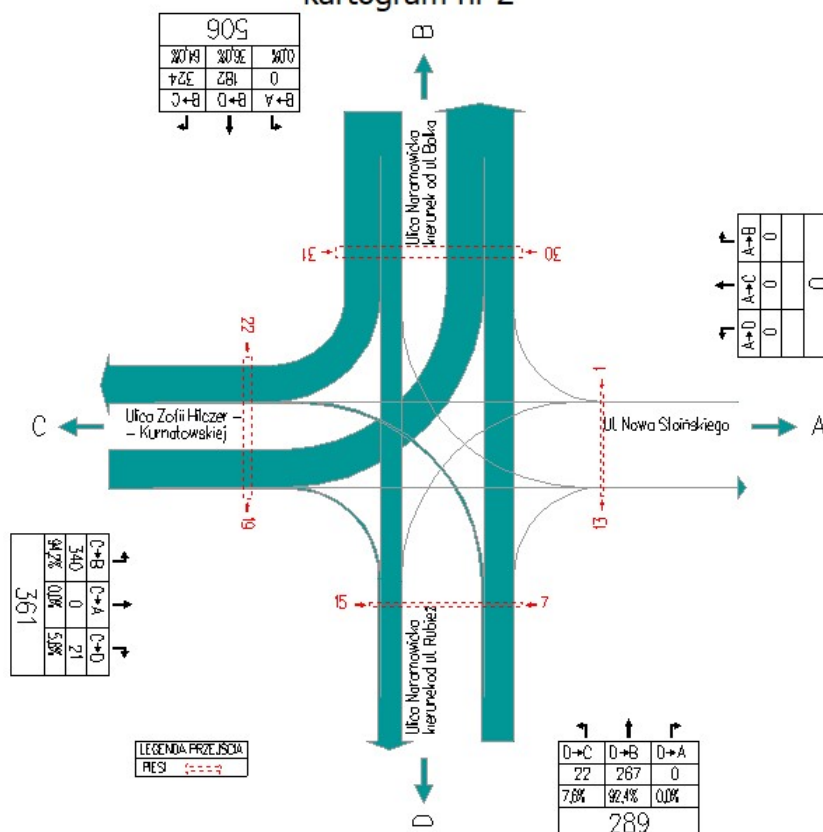 kartogram nr 2
506
0,0% 36,0% 64,0%
0 182 324
B→A B→D B→C
B
Ulica Naramowicka
kierunek od ul. Bolka
31
30
A→B 0
A→C 0
A→D 0
0
22
1
Ulica Zofii Hilczer –
– Kurnatowskiej
C
Ul. Nowa Stoińskiego
A
19
13
C→B 340 94,2%
C→A 0 0,0%
C→D 21 5,8%
361
15
7
Ulica Naramowicka
kierunek od ul. Rubież
LEGENDA PRZEJŚCIA
PIESI
D
D→C D→B D→A
22 267 0
7,6% 92,4% 0,0%
289